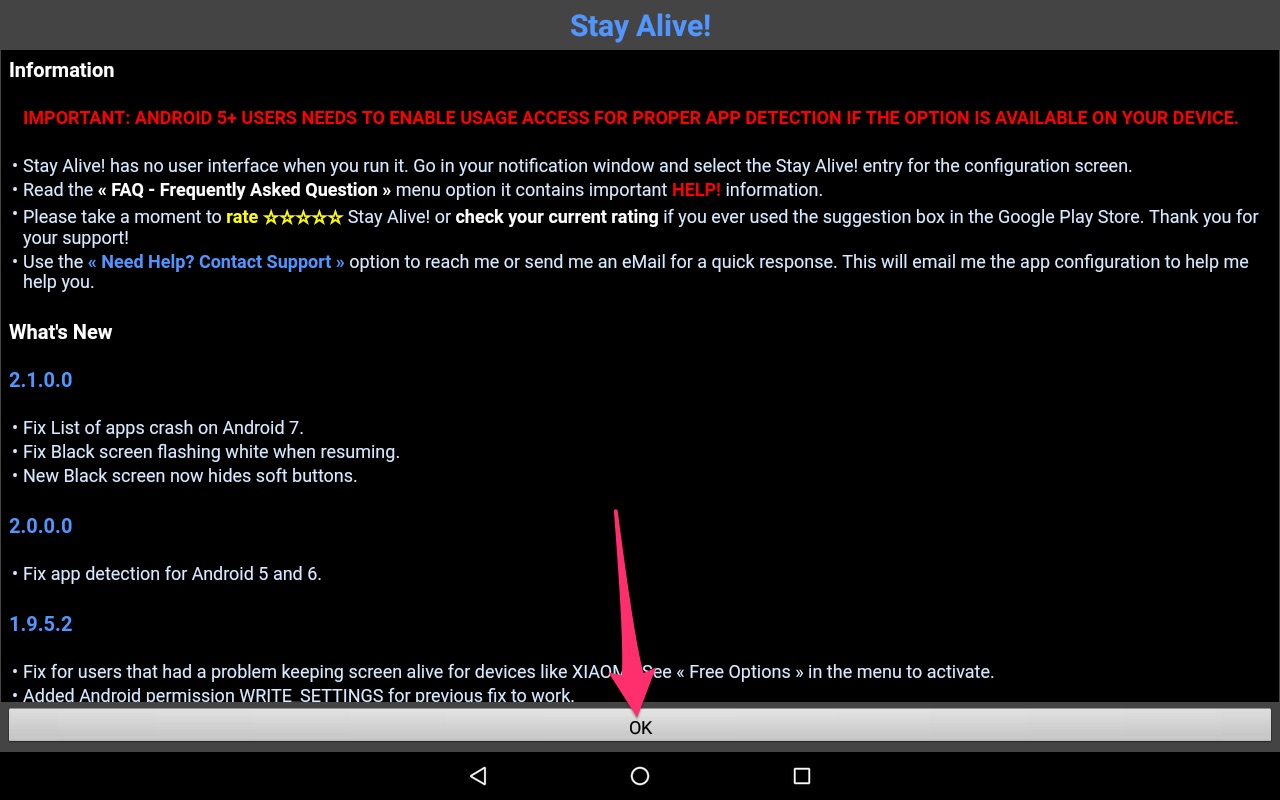 Stay Alive!
Information
IMPORTANT: ANDROID 5+ USERS NEEDS TO ENABLE USAGE ACCESS FOR PROPER APP DETECTION IF THE OPTION IS AVAILABLE ON YOUR DEVICE.
• Stay Alive! has no user interface when you run it. Go in your notification window and select the Stay Alive! entry for the configuration screen.
• Read the « FAQ - Frequently Asked Question » menu option it contains important HELP! information.
• Please take a moment to rate ☆☆☆☆☆ Stay Alive! or check your current rating if you ever used the suggestion box in the Google Play Store. Thank you for
your support!
• Use the « Need Help? Contact Support » option to reach me or send me an eMail for a quick response. This will email me the app configuration to help me
help you.
What's New
2.1.0.0
• Fix List of apps crash on Android 7.
• Fix Black screen flashing white when resuming.
• New Black screen now hides soft buttons.
2.0.0.0
• Fix app detection for Android 5 and 6.
1.9.5.2
• Fix for users that had a problem keeping screen alive for devices like See « Free Options » in the menu to activate.
• Added Android permission WRITE_SETTINGS for previous fix to work.
OK